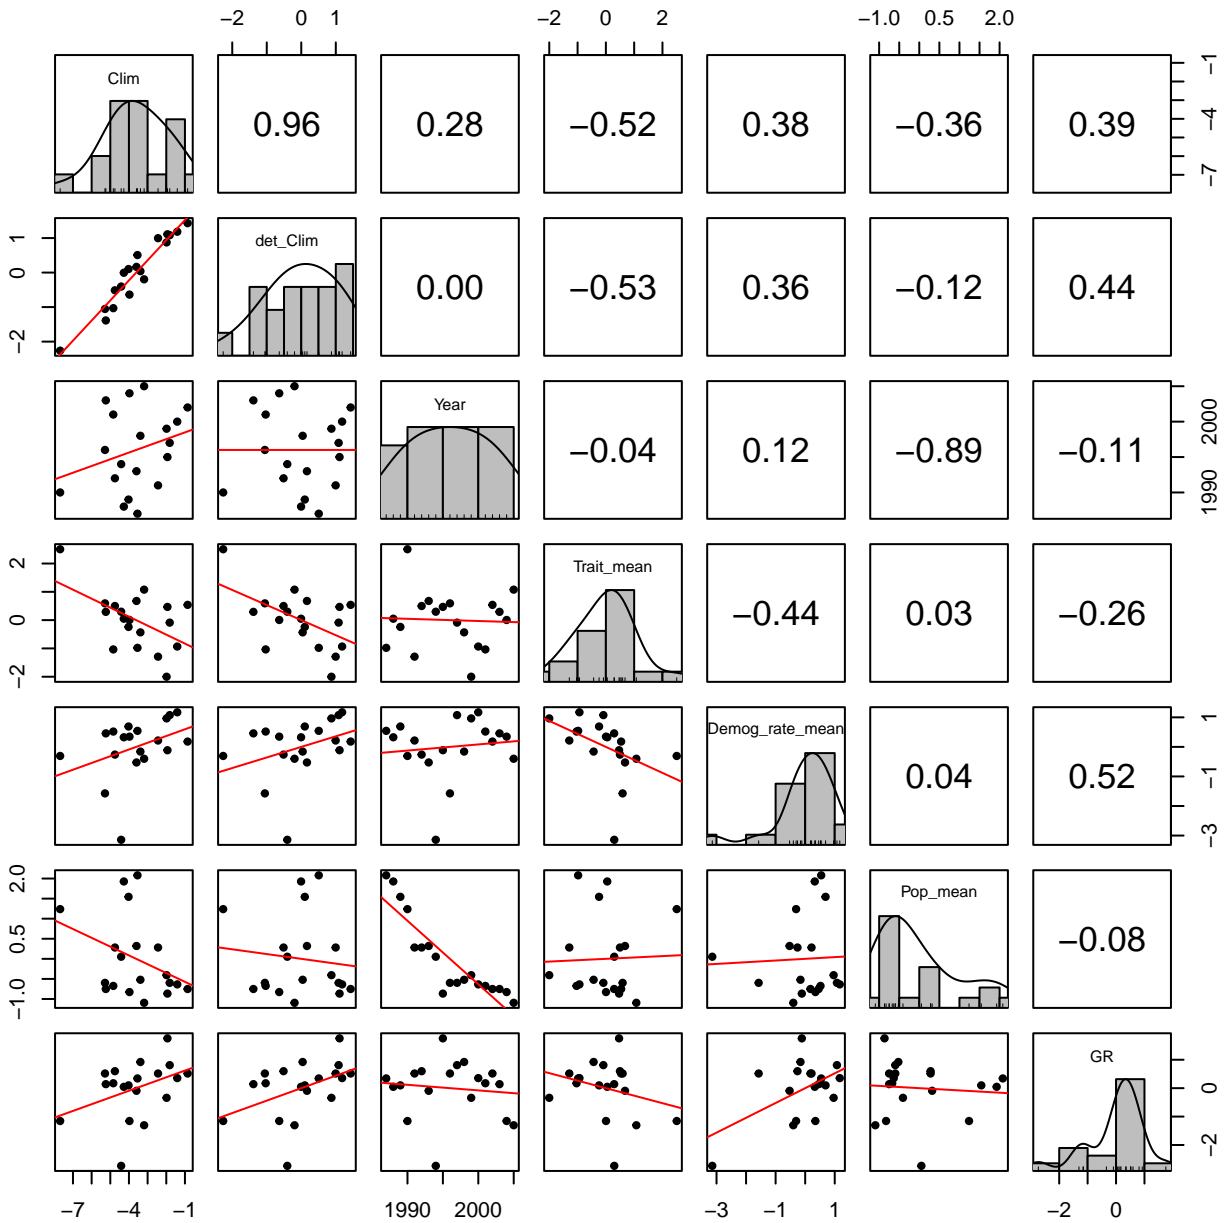 −2 0 1 −2 0 2 −1.0 0.5 2.0
Clim 0.96 0.28 −0.52 0.38 −0.36 0.39 −7 −4 −1
−2 0 1 det_Clim 0.00 −0.53 0.36 −0.12 0.44
Year −0.04 0.12 −0.89 −0.11 1990 2000
−2 0 2 Trait_mean −0.44 0.03 −0.26
Demog_rate_mean 0.04 0.52 −3 −1 1
−1.0 0.5 2.0 Pop_mean −0.08
GR −2 0
−7 −4 −1 1990 2000 −3 −1 1 −2 0